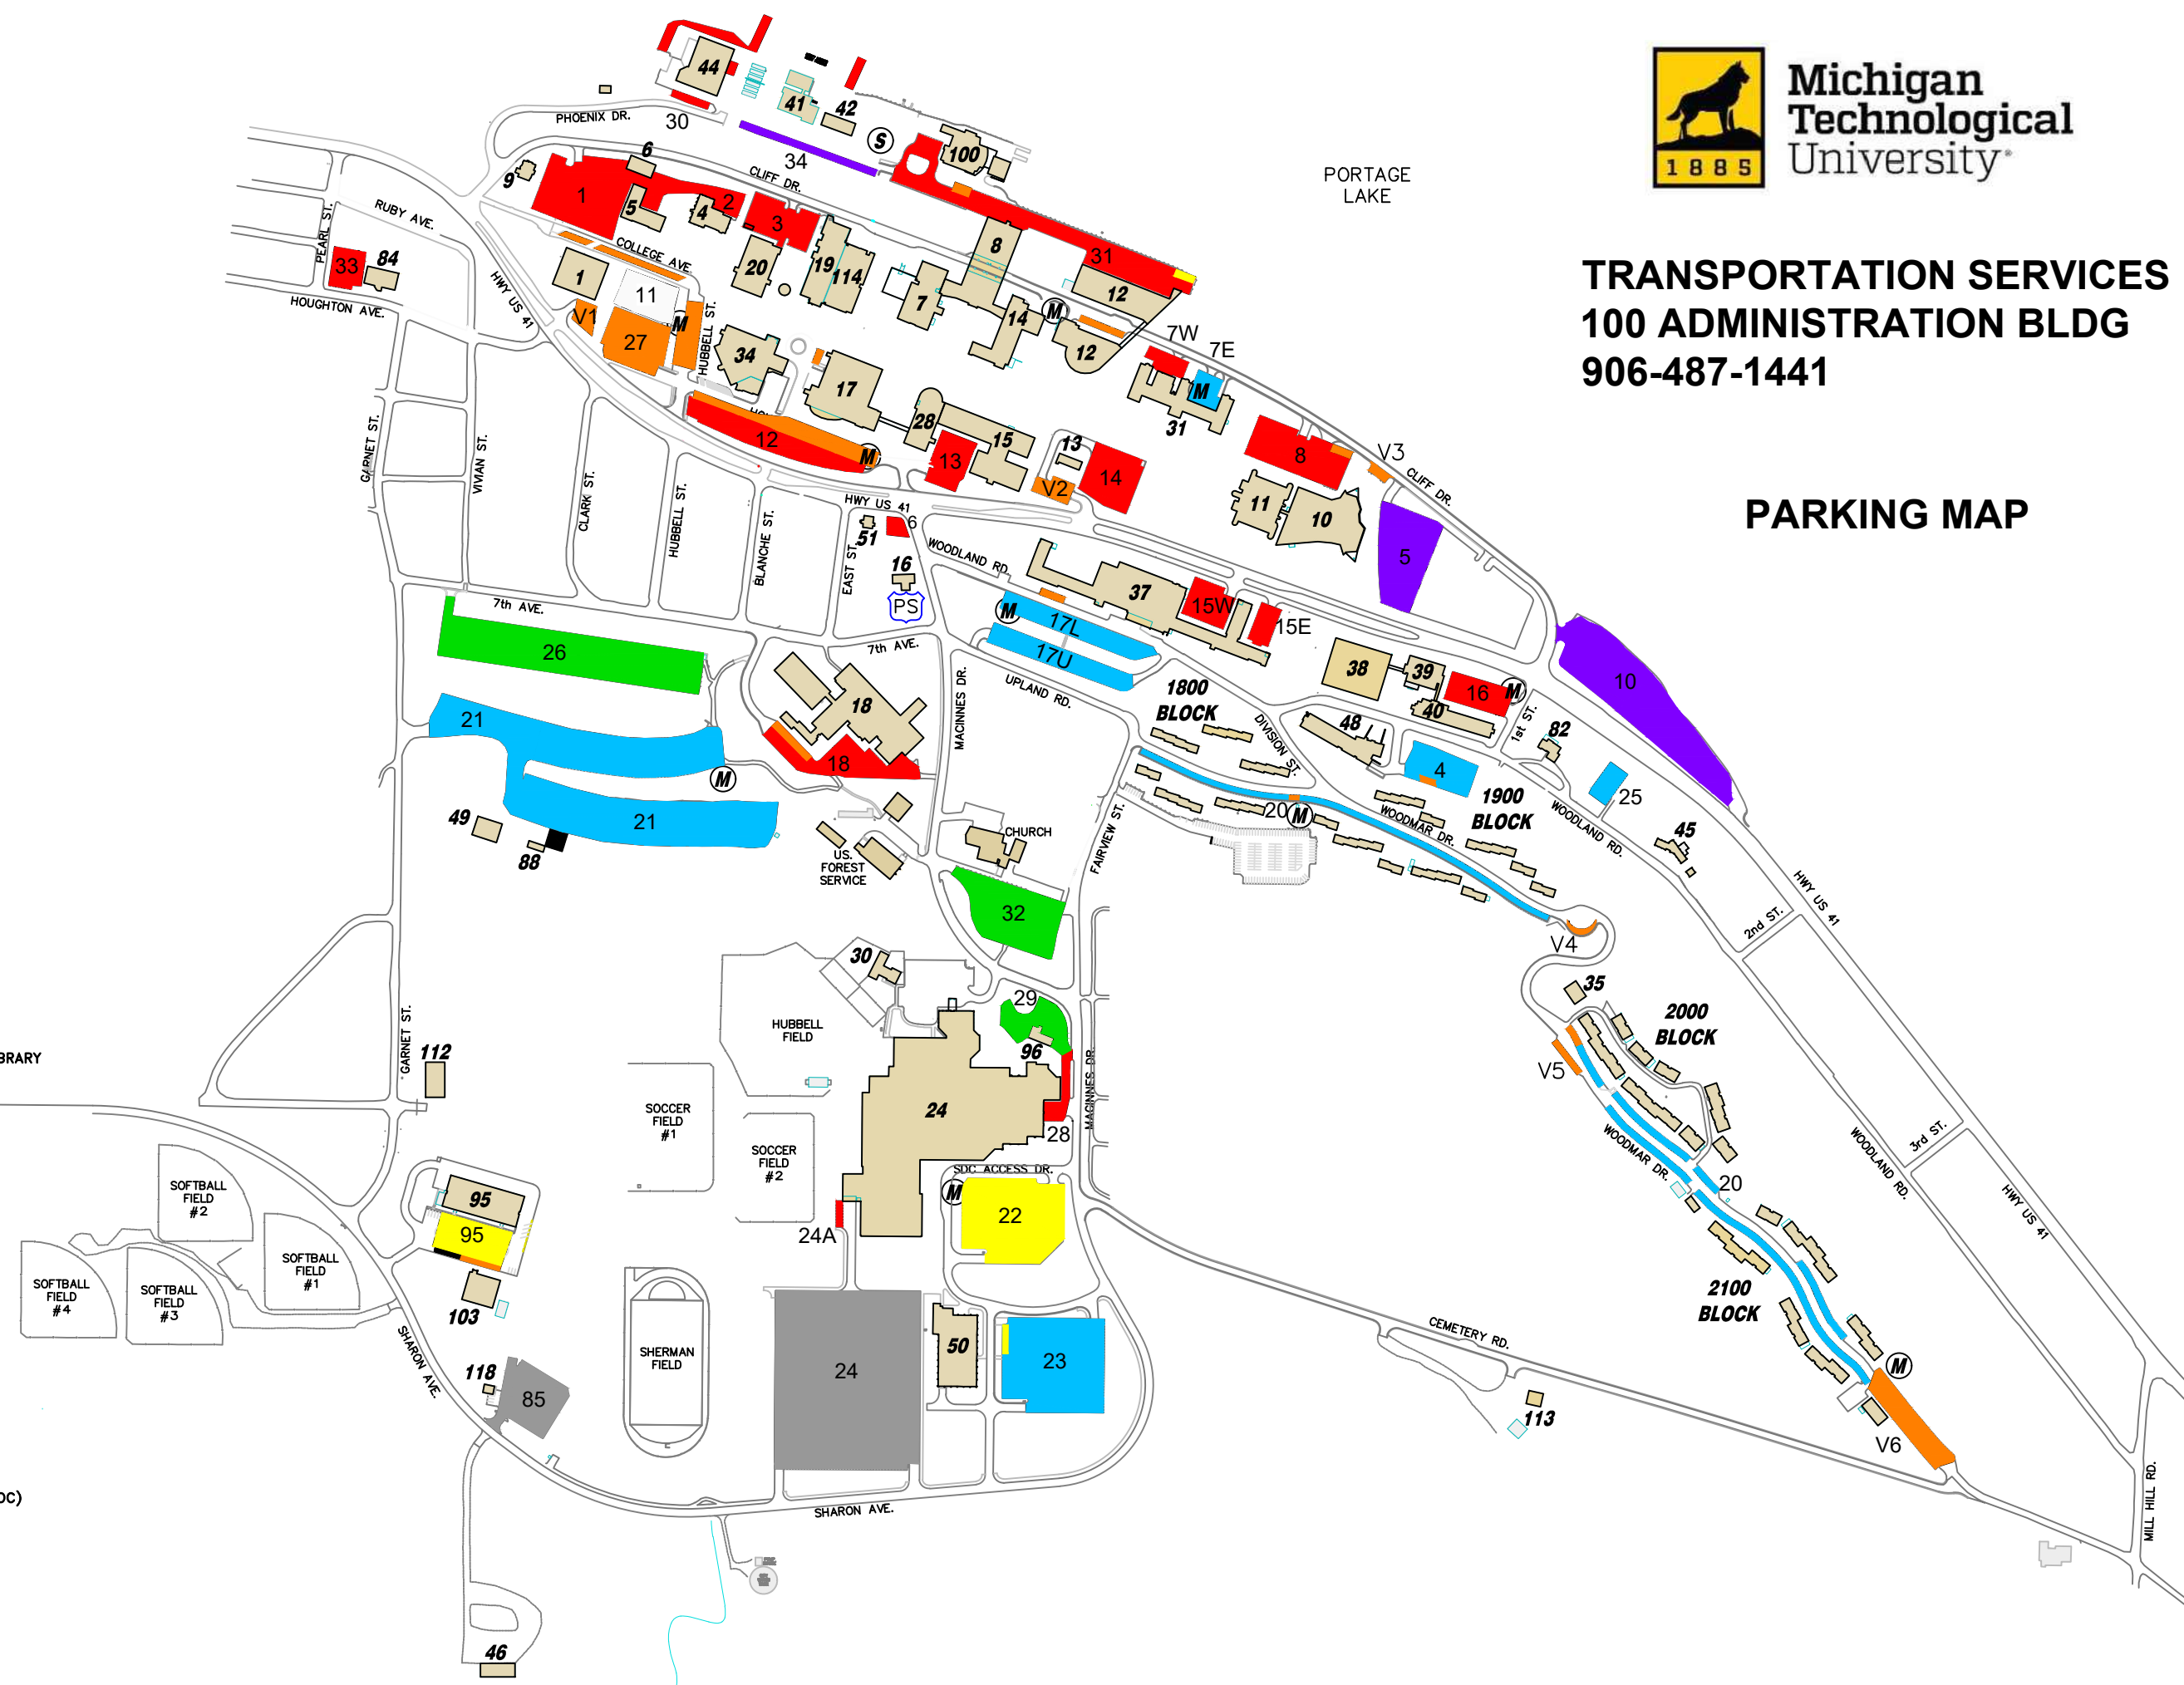 Michigan
Technological
University
1885
TRANSPORTATION SERVICES
100 ADMINISTRATION BLDG
906-487-1441
PARKING MAP
PORTAGE
LAKE
44
41
42
30
PHOENIX DR.
34
S
100
6
9
1
5
4
2
3
CLIFF DR.
RUBY AVE.
PEARL ST.
33
84
HOUGHTON AVE.
HWY US 41
COLLEGE AVE.
1
11
V1
27
M
HUBBELL ST.
20
19
114
7
8
14
M
31
12
12
7W
7E
M
31
34
17
28
15
12
M
13
13
V2
14
8
V3
CLIFF DR.
11
10
5
GARNET ST.
VIVIAN ST.
CLARK ST.
HUBBELL ST.
BLANCHE ST.
EAST ST.
HWY US 41
51
6
16
PS
WOODLAND RD.
37
15W
15E
M
17L
17U
7th AVE.
7th AVE.
26
21
21
M
18
18
MACINNES DR.
UPLAND RD.
1800
BLOCK
DIVISION ST.
38
39
40
16
M
1st ST.
48
82
10
4
25
1900
BLOCK
20
M
WOODMAR DR.
WOODLAND RD.
45
HWY US 41
2nd ST.
49
88
US.
FOREST
SERVICE
CHURCH
FAIRVIEW ST.
32
V4
30
29
96
HUBBELL
FIELD
35
2000
BLOCK
V5
BRARY
GARNET ST.
112
SOCCER
FIELD
#1
SOCCER
FIELD
#2
24
28
MACINNES DR.
SDC ACCESS DR.
M
22
24A
WOODMAR DR.
20
WOODLAND RD.
3rd ST.
HWY US 41
SOFTBALL
FIELD
#2
SOFTBALL
FIELD
#1
SOFTBALL
FIELD
#4
SOFTBALL
FIELD
#3
95
95
103
SHERMAN
FIELD
24
50
23
CEMETERY RD.
2100
BLOCK
M
V6
113
SHARON AVE.
118
85
DC)
SHARON AVE.
MILL HILL RD.
46